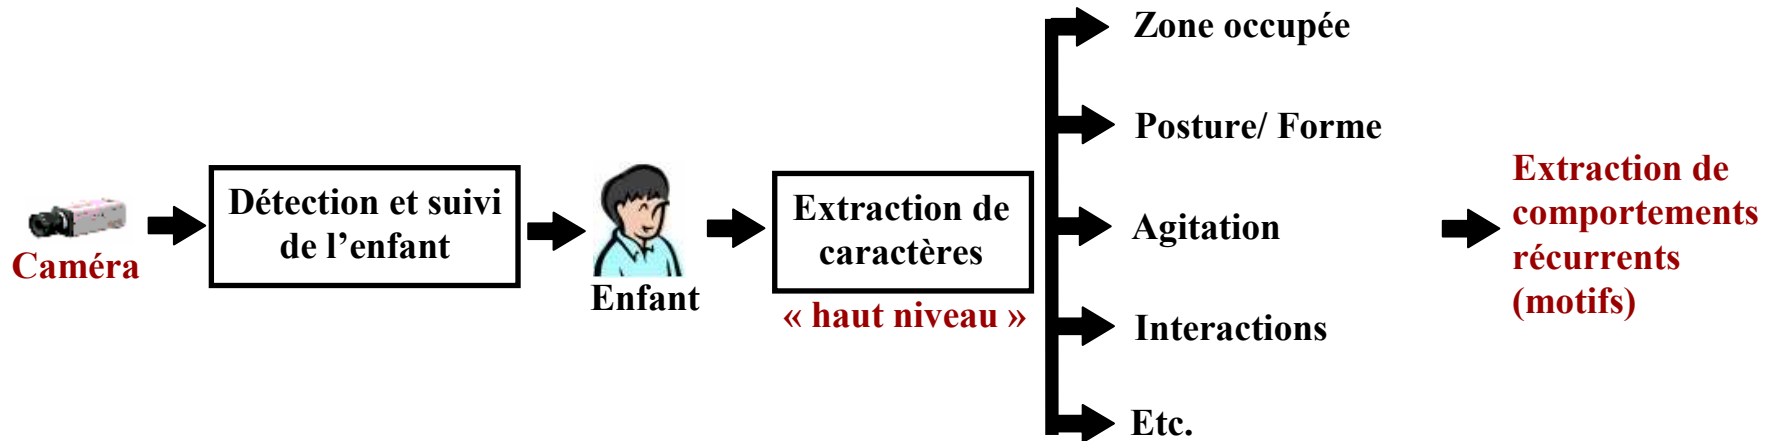 Caméra
Détection et suivi
de l’enfant
Enfant
Extraction de
caractères
« haut niveau »
Zone occupée
Posture/ Forme
Agitation
Interactions
Etc.
Extraction de
comportements
récurrents
(motifs)